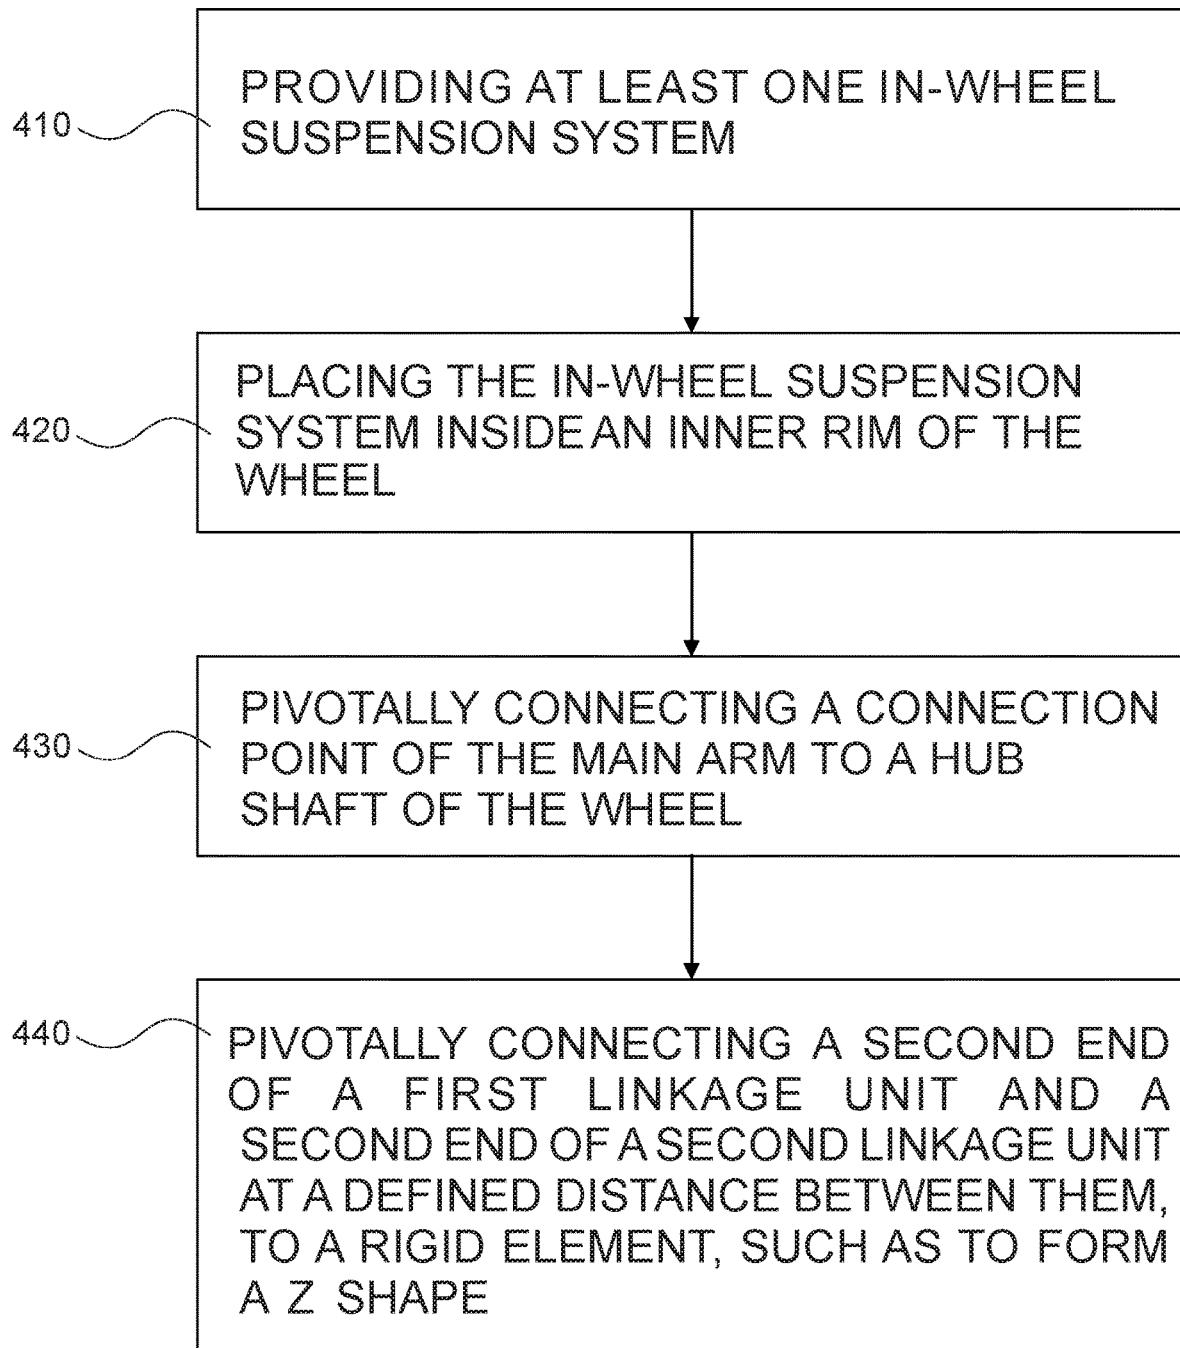 410
PROVIDING AT LEAST ONE IN-WHEEL
SUSPENSION SYSTEM
420
PLACING THE IN-WHEEL SUSPENSION
SYSTEM INSIDE AN INNER RIM OF THE
WHEEL
430
PIVOTALLY CONNECTING A CONNECTION
POINT OF THE MAIN ARM TO A HUB
SHAFT OF THE WHEEL
440
PIVOTALLY CONNECTING A SECOND END
OF A FIRST LINKAGE UNIT AND A
SECOND END OF A SECOND LINKAGE UNIT
AT A DEFINED DISTANCE BETWEEN THEM,
TO A RIGID ELEMENT, SUCH AS TO FORM
A Z SHAPE